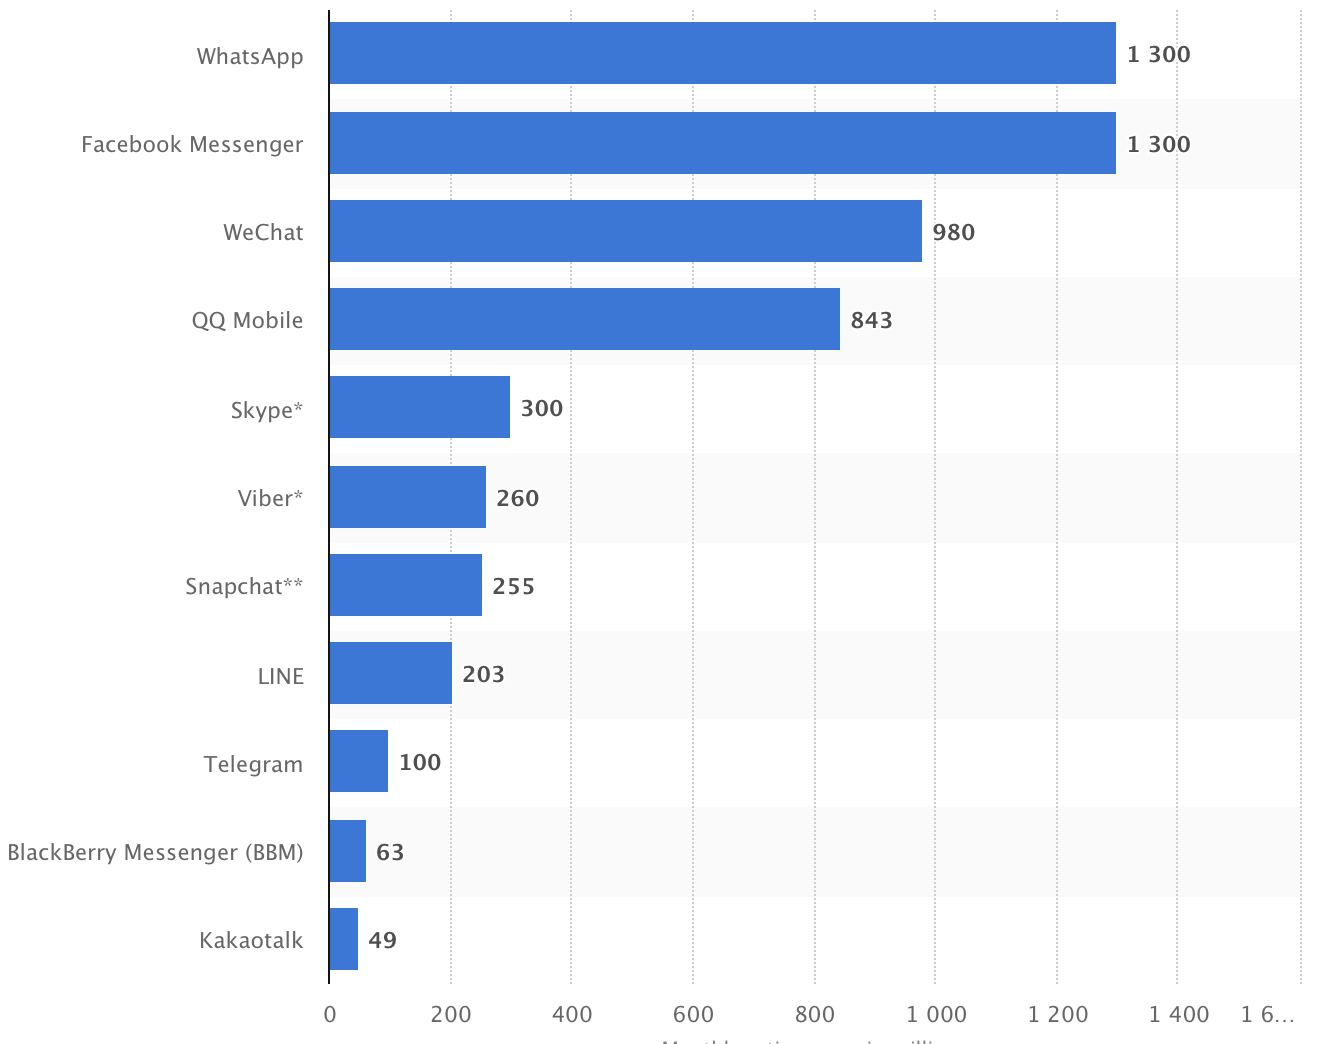 WhatsApp 1 300
Facebook Messenger 1 300
WeChat 980
QQ Mobile 843
Skype* 300
Viber* 260
Snapchat** 255
LINE 203
Telegram 100
BlackBerry Messenger (BBM) 63
Kakaotalk 49
0 200 400 600 800 1 000 1 200 1 400 1 6...